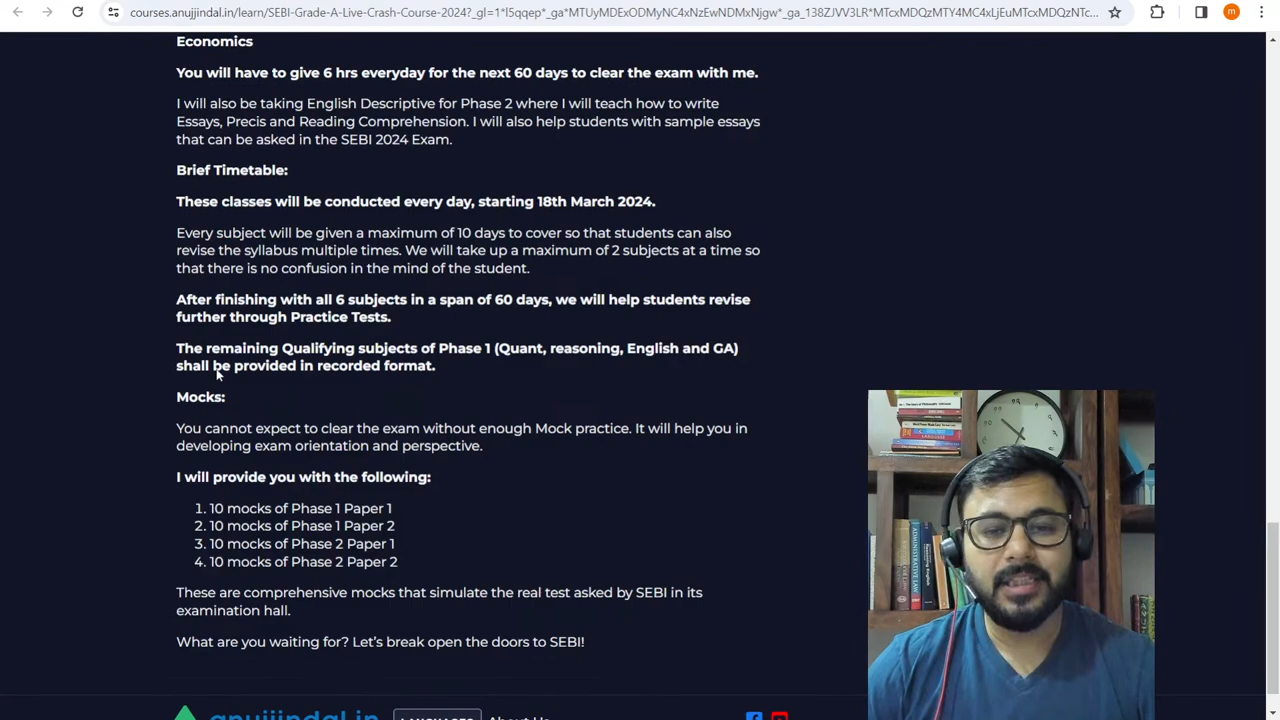 courses.anujjindal.in/learn/SEBI-Grade-A-Live-Crash-Course-2024?_gl=1*l5qqep*_ga*MTUyMDExODMyNC4xNzEwNDMxNjgw*_ga_138ZJVV3LR*MTcxMDQzMTY4MC4xLjEuMTcxMDQzNTc...
m
Economics
You will have to give 6 hrs everyday for the next 60 days to clear the exam with me.
I will also be taking English Descriptive for Phase 2 where I will teach how to write
Essays, Precis and Reading Comprehension. I will also help students with sample essays
that can be asked in the SEBI 2024 Exam.
Brief Timetable:
These classes will be conducted every day, starting 18th March 2024.
Every subject will be given a maximum of 10 days to cover so that students can also
revise the syllabus multiple times. We will take up a maximum of 2 subjects at a time so
that there is no confusion in the mind of the student.
After finishing with all 6 subjects in a span of 60 days, we will help students revise
further through Practice Tests.
The remaining Qualifying subjects of Phase 1 (Quant, reasoning, English and GA)
shall be provided in recorded format.
Mocks:
You cannot expect to clear the exam without enough Mock practice. It will help you in
developing exam orientation and perspective.
I will provide you with the following:
1. 10 mocks of Phase 1 Paper 1
2. 10 mocks of Phase 1 Paper 2
3. 10 mocks of Phase 2 Paper 1
4. 10 mocks of Phase 2 Paper 2
These are comprehensive mocks that simulate the real test asked by SEBI in its
examination hall.
What are you waiting for? Let's break open the doors to SEBI!
anujjindal.in
LANGUAGES
About Us